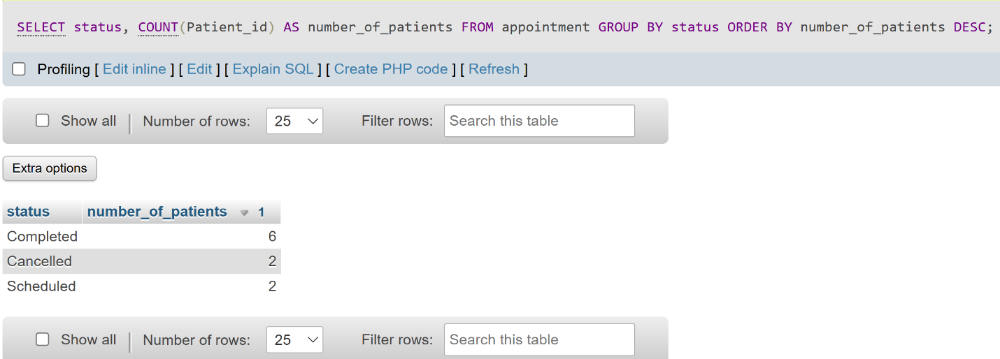 SELECT status, COUNT(Patient_id) AS number_of_patients FROM appointment GROUP BY status ORDER BY number_of_patients DESC;
Profiling [ Edit inline ] [ Edit ] [ Explain SQL ] [ Create PHP code ] [ Refresh ]
Show all | Number of rows: 25 Filter rows: Search this table
Extra options
status number_of_patients 1
Completed 6
Cancelled 2
Scheduled 2
Show all | Number of rows: 25 Filter rows: Search this table